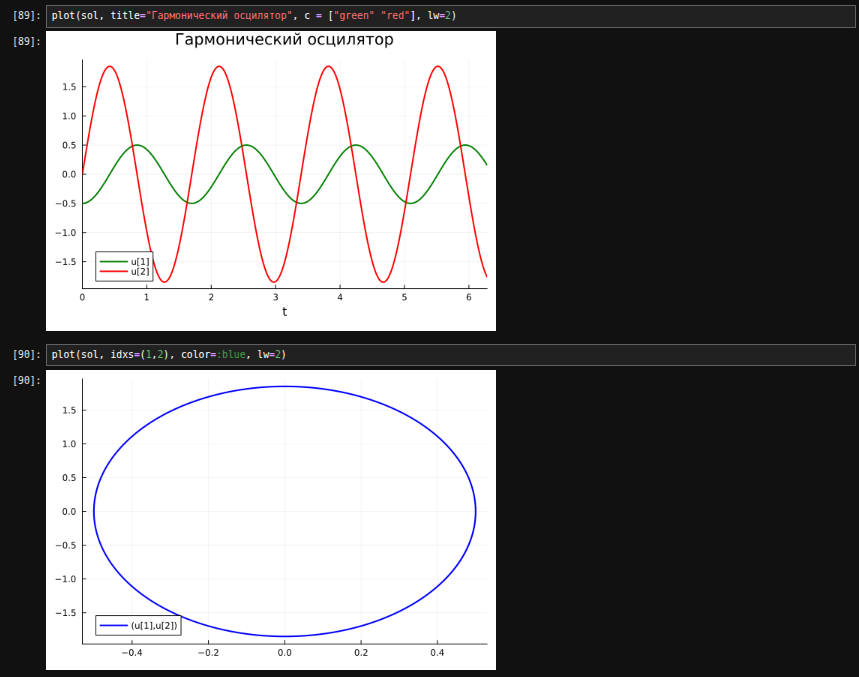 [89]: plot(sol, title="Гармонический осцилятор", c = ["green" "red"], lw=2)
[89]:
Гармонический осцилятор
1.5
1.0
0.5
0.0
−0.5
−1.0
−1.5
u[1]
u[2]
0 1 2 3 4 5 6
t
[90]: plot(sol, idxs=(1,2), color=:blue, lw=2)
[90]:
1.5
1.0
0.5
0.0
−0.5
−1.0
−1.5
(u[1],u[2])
−0.4 −0.2 0.0 0.2 0.4